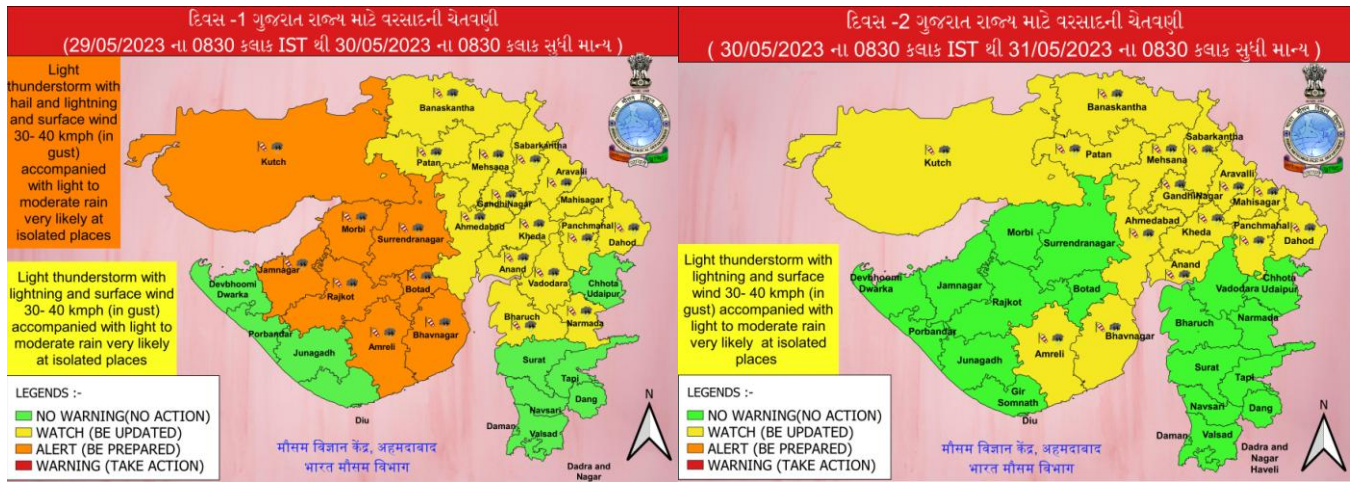 દિવસ -1 ગુજરાત રાજ્ય માટે વરસાદની ચેતવણી
(29/05/2023 ના 0830 કલાક IST થી 30/05/2023 ના 0830 કલાક સુધી માન્ય )
Light
thunderstorm with
hail and lightning
and surface wind
30- 40 kmph (in
gust)
accompanied
with light to
moderate rain
very likely at
isolated places
Light thunderstorm with
lightning and surface wind
30- 40 kmph (in gust)
accompanied with light to
moderate rain very likely
at isolated places
Banaskantha
Kutch
Patan
Mehsana
Sabarkantha
Aravalli
GandhiNagar
Mahisagar
Morbi
Surrendranagar
Ahmedabad
Kheda
Panchmahal
Dahod
Jamnagar
Devbhoomi
Dwarka
Rajkot
Botad
Anand
Vadodara
Chhota
Udaipur
Porbandar
Junagadh
Amreli
Bhavnagar
Bharuch
Narmada
Surat
Tapi
Dang
Navsari
Daman
Valsad
Diu
Dadra and
Nagar
LEGENDS :-
NO WARNING(NO ACTION)
WATCH (BE UPDATED)
ALERT (BE PREPARED)
WARNING (TAKE ACTION)
मौसम विज्ञान केंद्र, अहमदाबाद
भारत मौसम विभाग
N
દિવસ -2 ગુજરાત રાજ્ય માટે વરસાદની ચેતવણી
( 30/05/2023 ના 0830 કલાક IST થી 31/05/2023 ના 0830 કલાક સુધી માન્ય )
Light thunderstorm with
lightning and surface
wind 30- 40 kmph (in
gust) accompanied with
light to moderate rain
very likely at isolated
places
Banaskantha
Kutch
Patan
Mehsana
Sabarkantha
Aravalli
GandhiNagar
Mahisagar
Morbi
Surrendranagar
Ahmedabad
Kheda
Panchmahal
Dahod
Devbhoomi
Dwarka
Jamnagar
Rajkot
Botad
Anand
Vadodara
Chhota
Udaipur
Porbandar
Junagadh
Amreli
Bhavnagar
Bharuch
Narmada
Gir
Somnath
Surat
Tapi
Dang
Navsari
Daman
Valsad
Diu
Dadra and
Nagar
Haveli
LEGENDS :-
NO WARNING(NO ACTION)
WATCH (BE UPDATED)
ALERT (BE PREPARED)
WARNING (TAKE ACTION)
मौसम विज्ञान केंद्र, अहमदाबाद
भारत मौसम विभाग
N